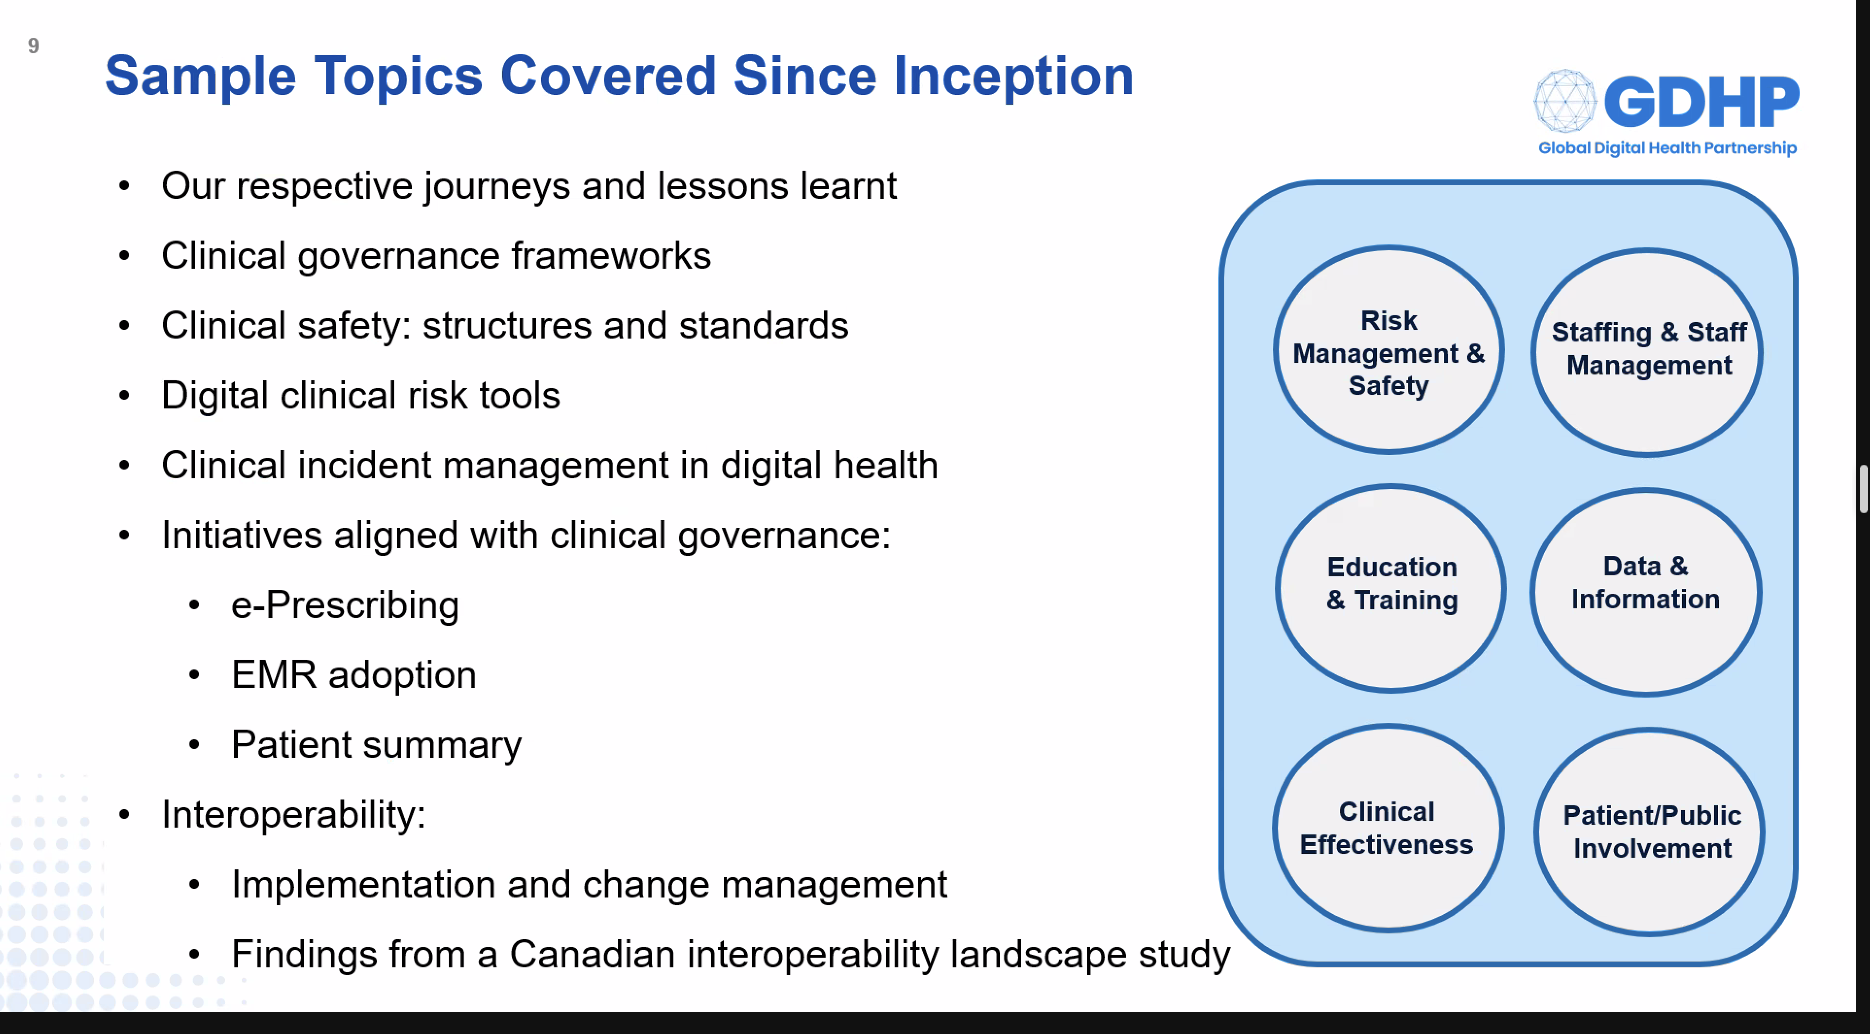 9
Sample Topics Covered Since Inception
GDHP
Global Digital Health Partnership
• Our respective journeys and lessons learnt
• Clinical governance frameworks
• Clinical safety: structures and standards
• Digital clinical risk tools
• Clinical incident management in digital health
• Initiatives aligned with clinical governance:
• e-Prescribing
• EMR adoption
• Patient summary
• Interoperability:
• Implementation and change management
• Findings from a Canadian interoperability landscape study
Risk
Management &
Safety
Staffing & Staff
Management
Education
& Training
Data &
Information
Clinical
Effectiveness
Patient/Public
Involvement